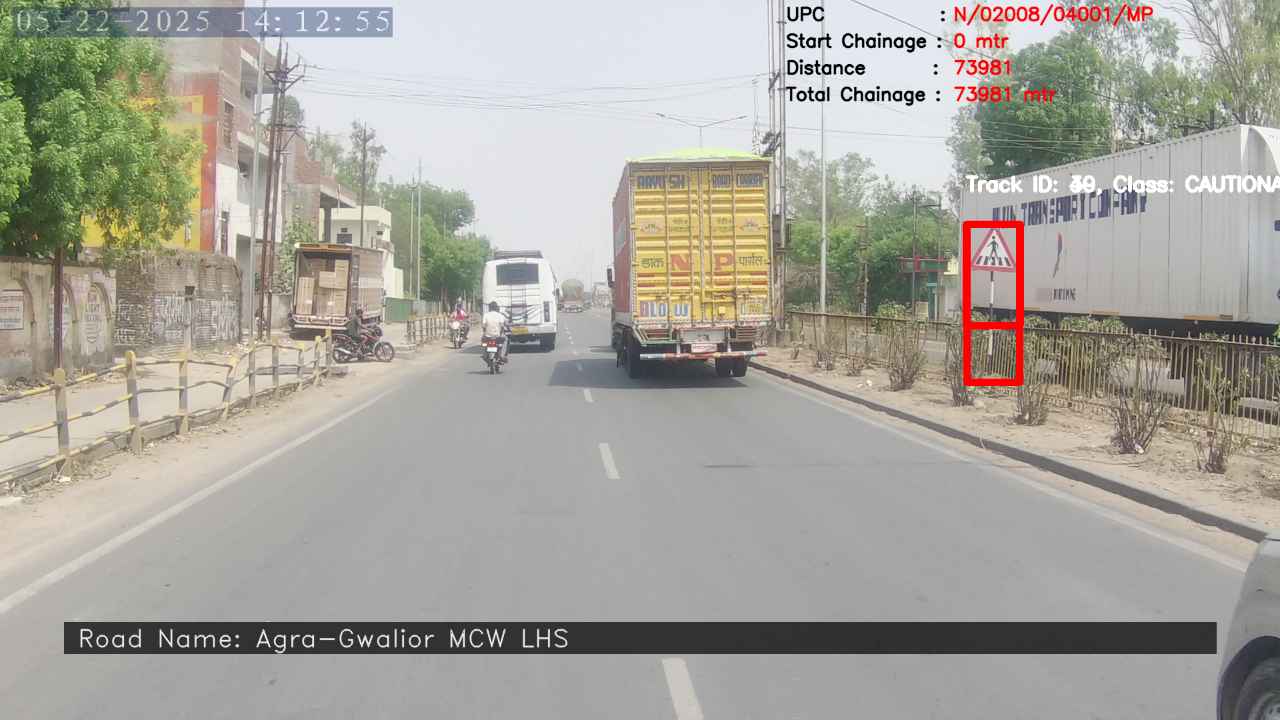 05-22-2025 14:12:55
UPC : N/02008/04001/MP
Start Chainage : 0 mtr
Distance : 73981
Total Chainage : 73981 mtr
Class: CAUTIONA
Track ID:
डाक N P पार्सल
Road Name: Agra-Gwalior MCW LHS